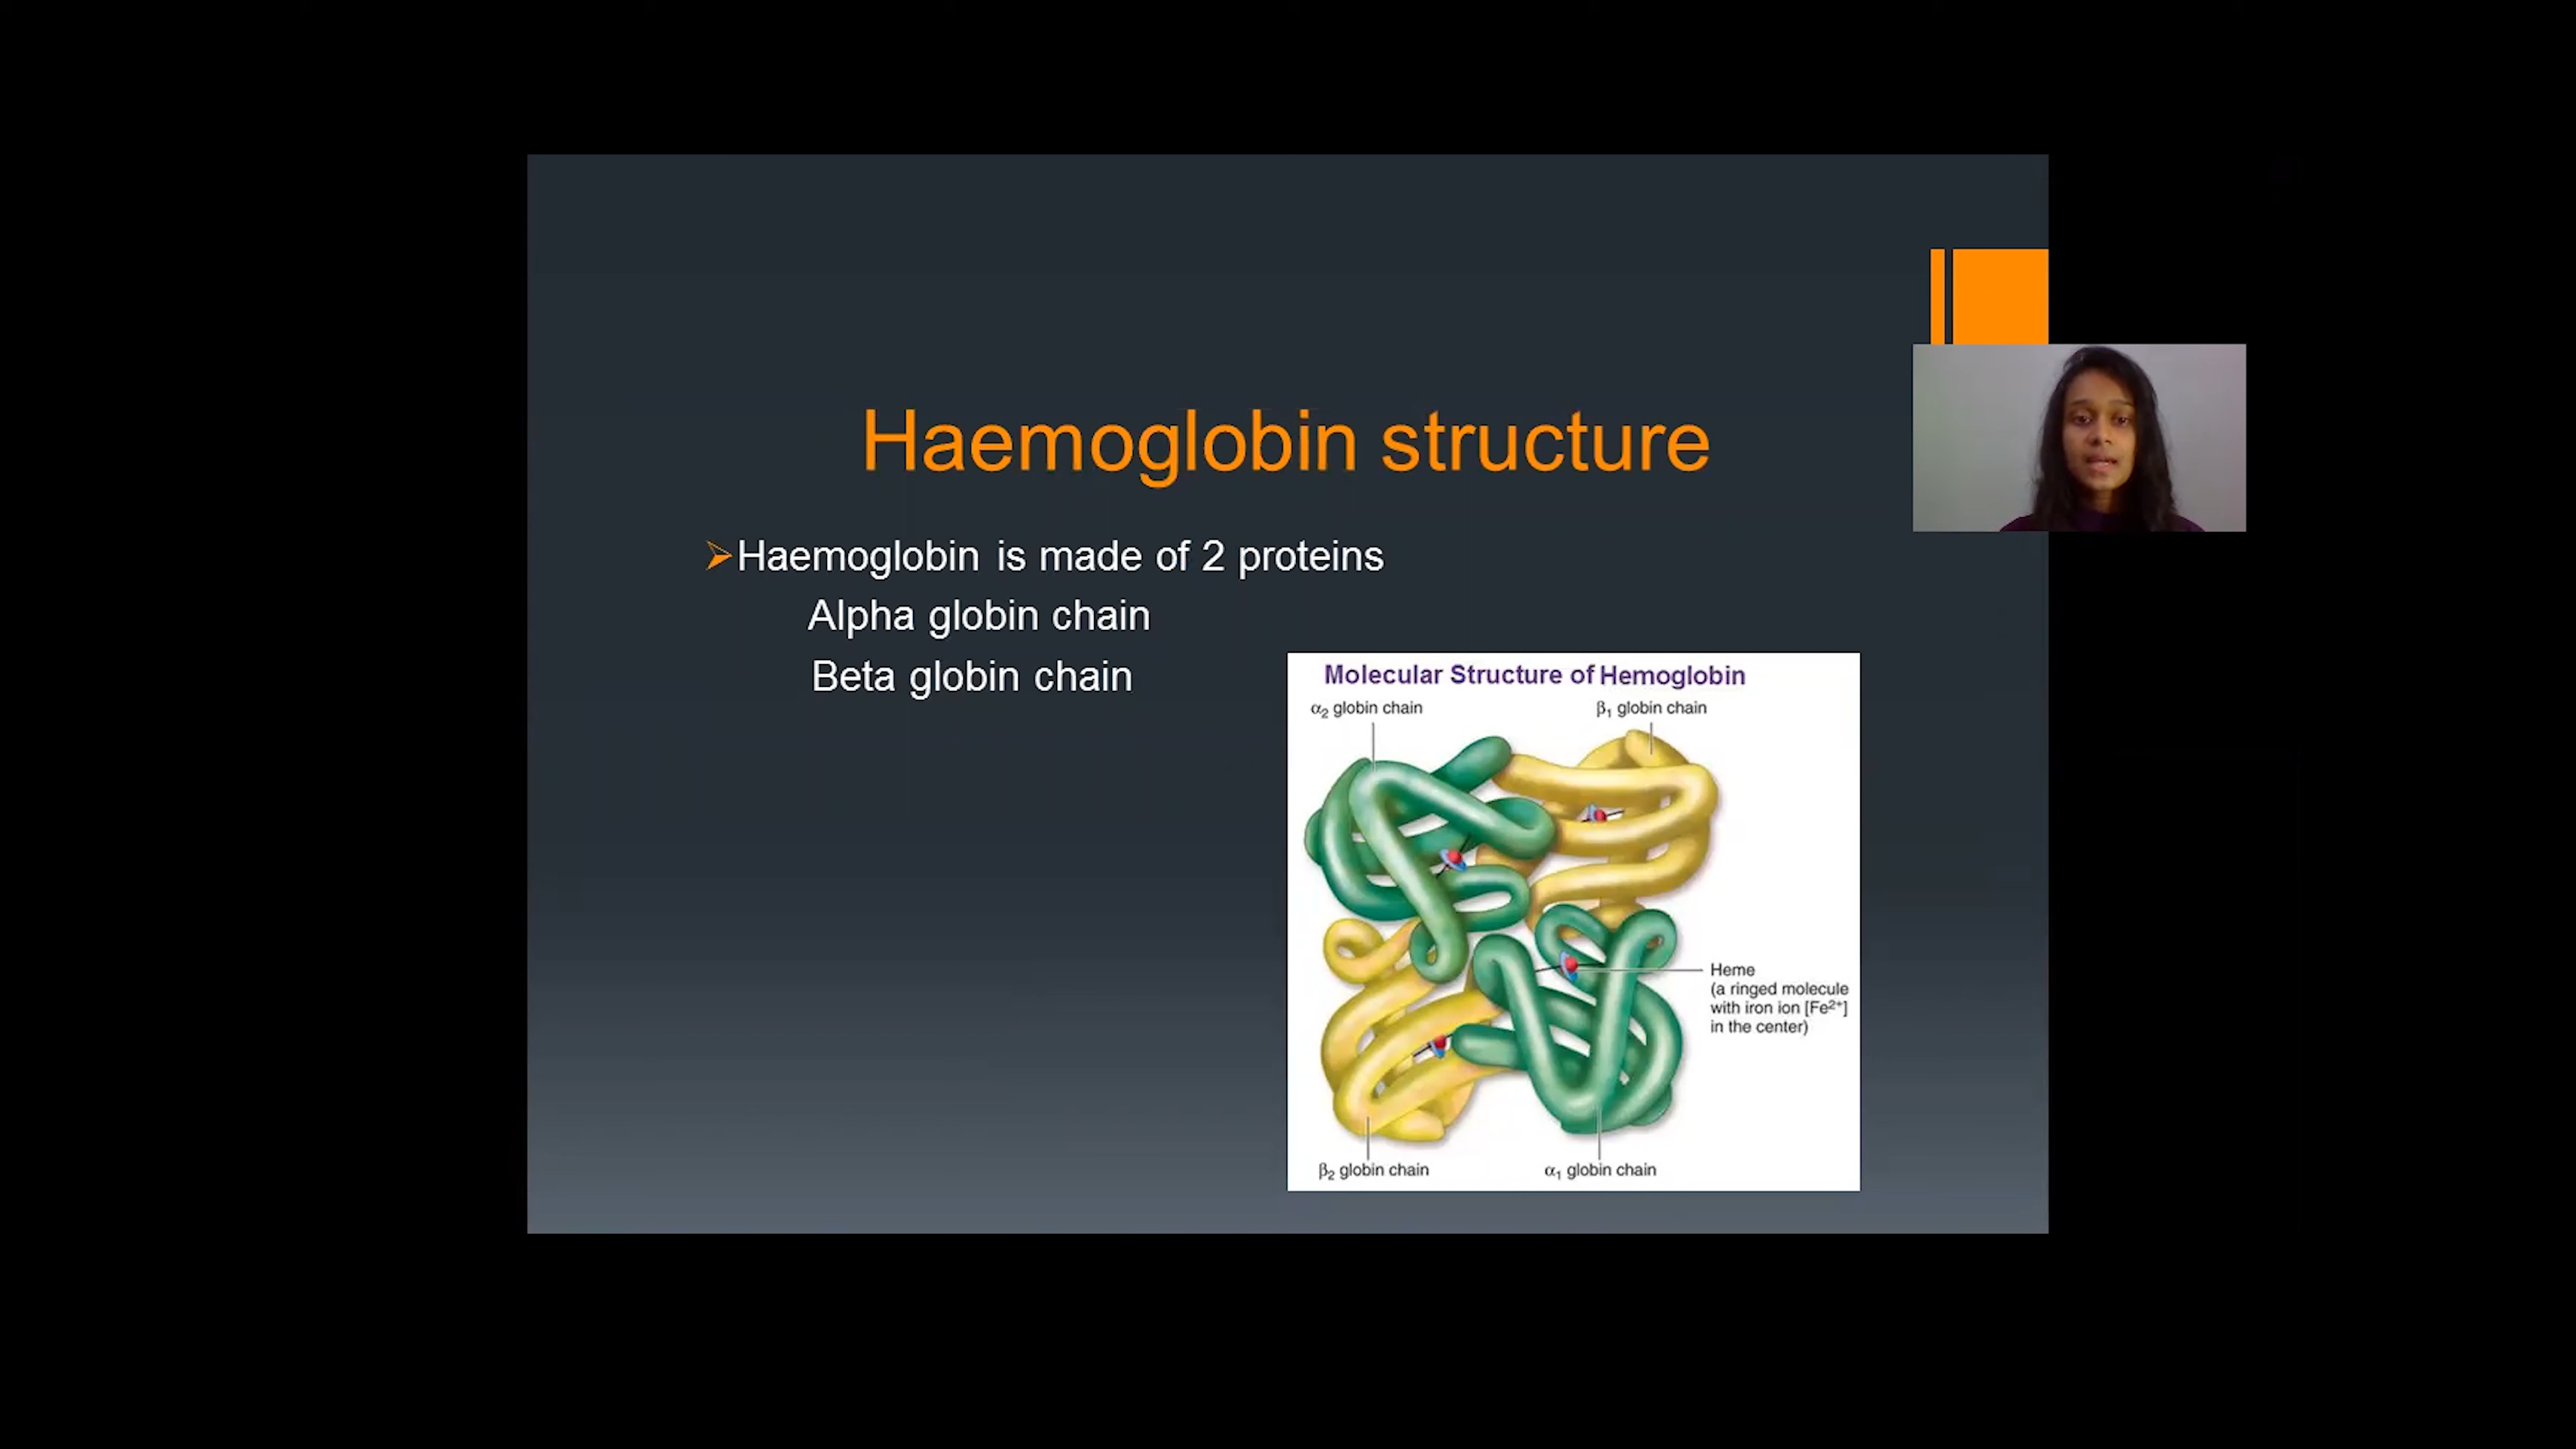 Haemoglobin structure
Haemoglobin is made of 2 proteins
Alpha globin chain
Beta globin chain
Molecular Structure of Hemoglobin
α2 globin chain
β1 globin chain
Heme
(a ringed molecule
with iron ion [Fe2+]
in the center)
β2 globin chain
α1 globin chain